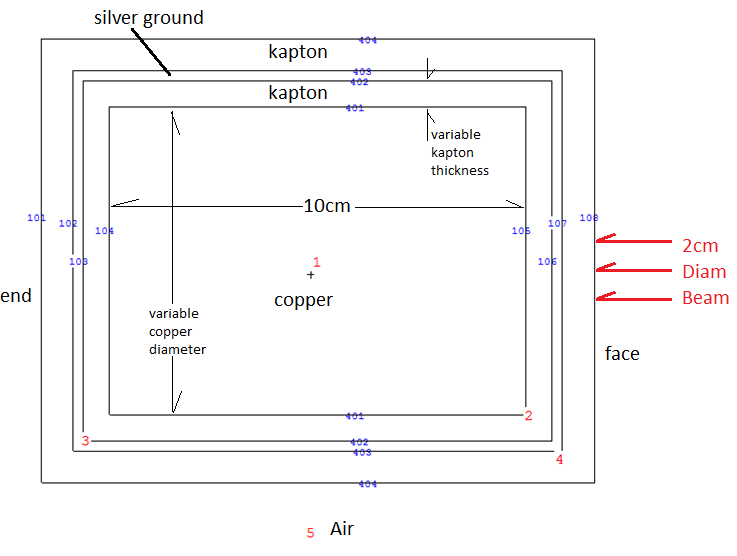 silver ground
404
kapton
403
402
kapton
401
variable
kapton
thickness
10cm
101
102
104
103
105
107
108
106
1
copper
2cm
Diam
Beam
end
variable
copper
diameter
face
401
2
3
402
403
4
404
5
Air